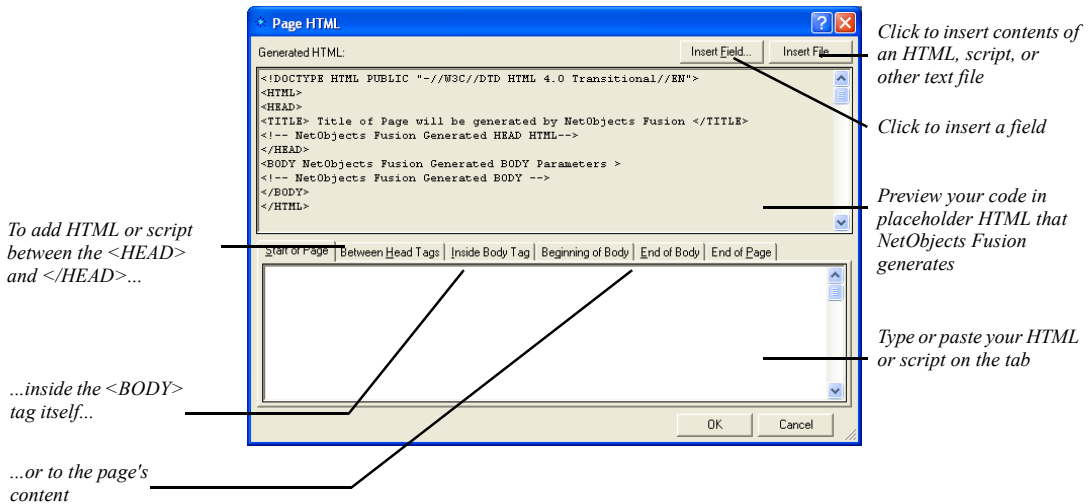 Page HTML
Generated HTML:
Insert Field...
Insert File...
<!DOCTYPE HTML PUBLIC "-//W3C//DTD HTML 4.0 Transitional//EN">
<HTML>
<HEAD>
<TITLE> Title of Page will be generated by NetObjects Fusion </TITLE>
<!-- NetObjects Fusion Generated HEAD HTML-->
</HEAD>
<BODY NetObjects Fusion Generated BODY Parameters >
<!-- NetObjects Fusion Generated BODY -->
</BODY>
</HTML>
Start of Page
Between Head Tags
Inside Body Tag
Beginning of Body
End of Body
End of Page
OK
Cancel
Click to insert contents of
an HTML, script, or
other text file
Click to insert a field
Preview your code in
placeholder HTML that
NetObjects Fusion
generates
Type or paste your HTML
or script on the tab
To add HTML or script
between the <HEAD>
and </HEAD>...
...inside the <BODY>
tag itself...
...or to the page's
content